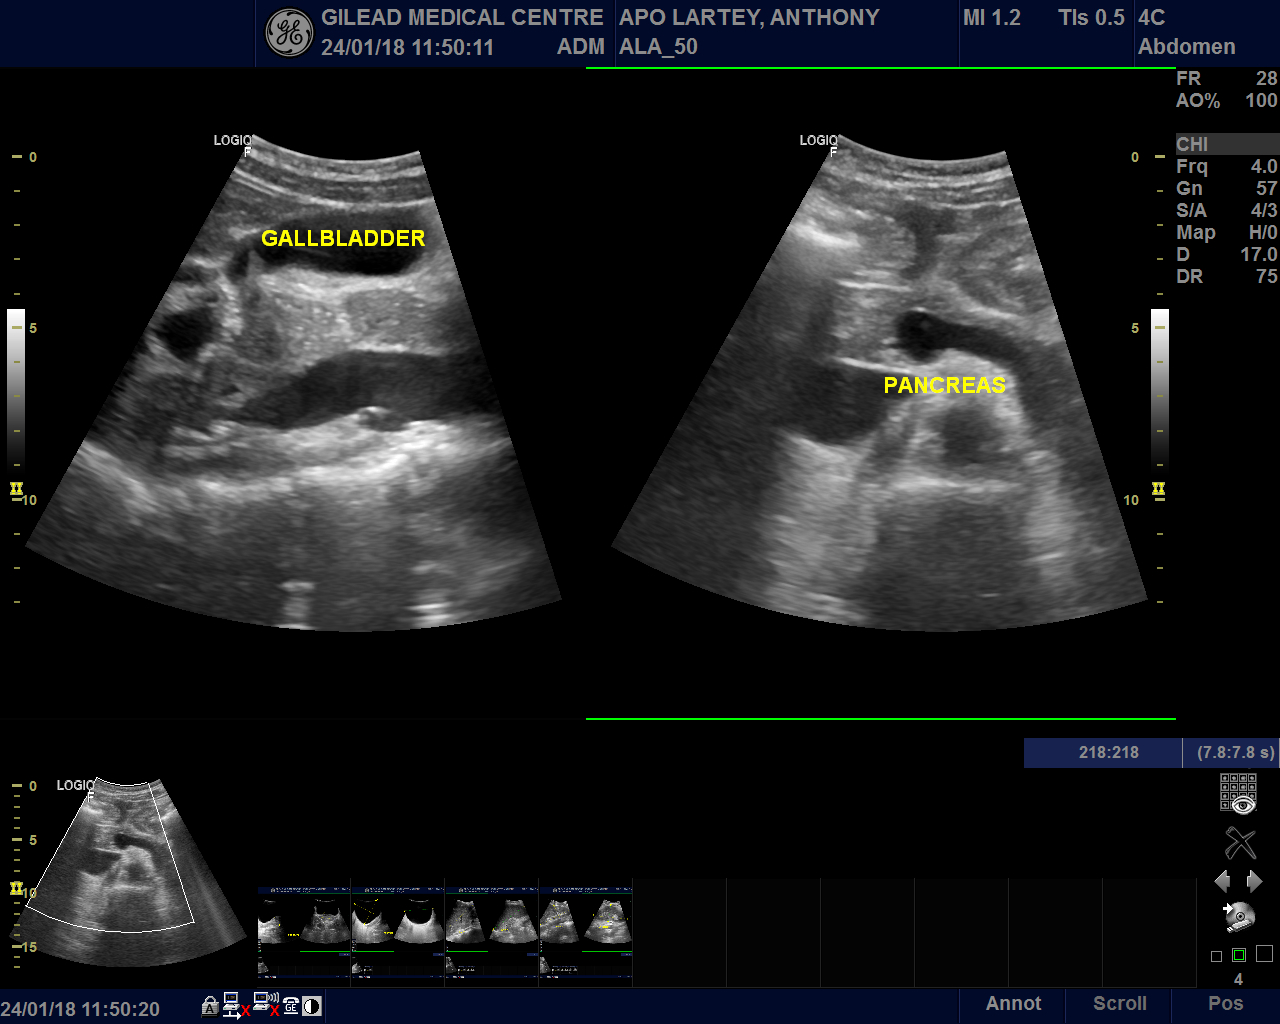 GILEAD MEDICAL CENTRE
24/01/18 11:50:11 ADM
APO LARTEY, ANTHONY
ALA_50
MI 1.2 TIs 0.5
4C
Abdomen
FR 28
AO% 100
CHI
Frq 4.0
Gn 57
S/A 4/3
Map H/0
D 17.0
DR 75
LOGIQ
F
0
5
10
GALLBLADDER
LOGIQ
F
0
5
10
PANCREAS
218:218 (7.8:7.8 s)
LOGIQ
F
0
5
10
15
4
24/01/18 11:50:20
A
X
X
GE
Annot Scroll Pos